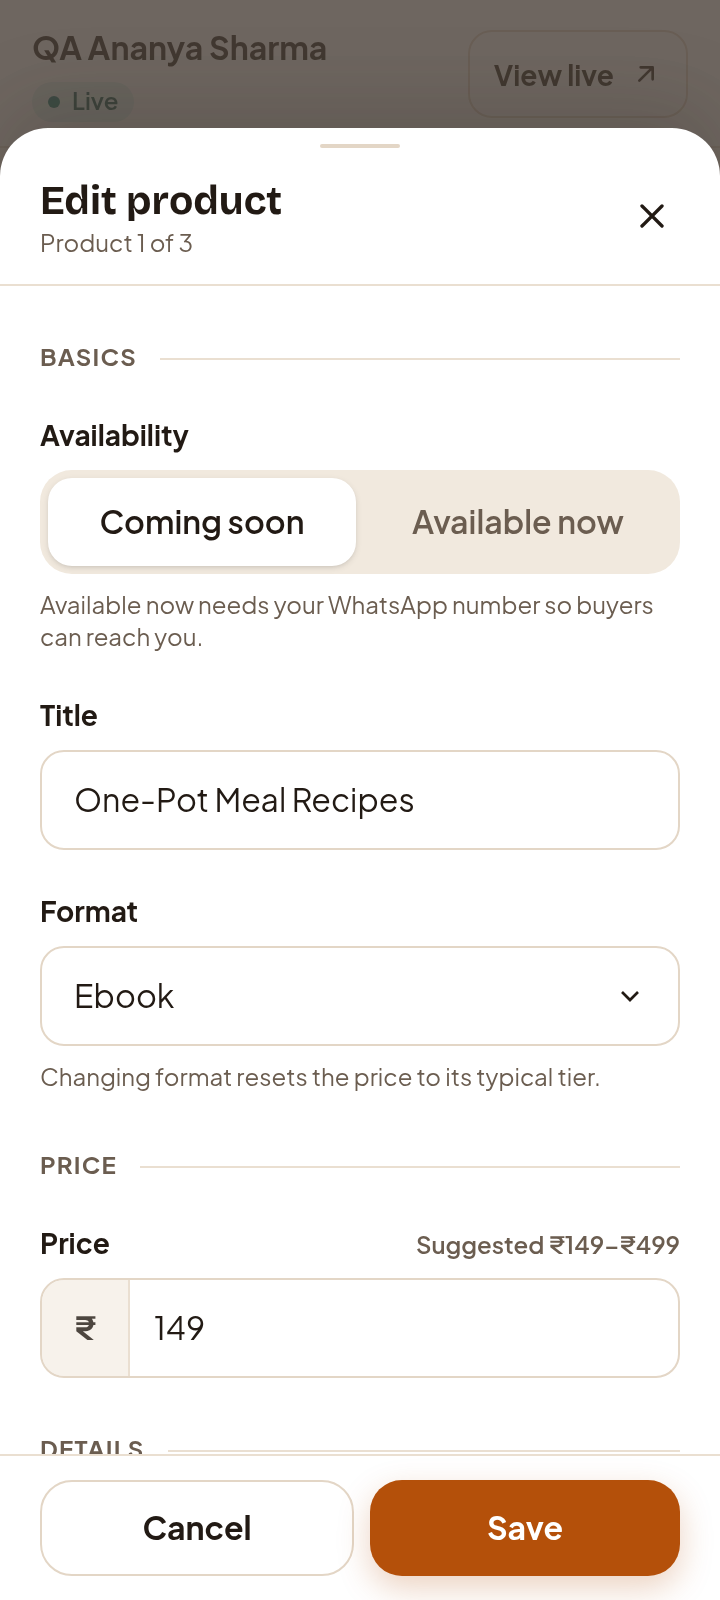 QA Ananya Sharma
Live
View live
Edit product
Product 1 of 3
BASICS
Availability
Coming soon
Available now
Available now needs your WhatsApp number so buyers
can reach you.
Title
One-Pot Meal Recipes
Format
Ebook
Changing format resets the price to its typical tier.
PRICE
Price
Suggested ₹149–₹499
₹
149
DETAILS
Cancel
Save